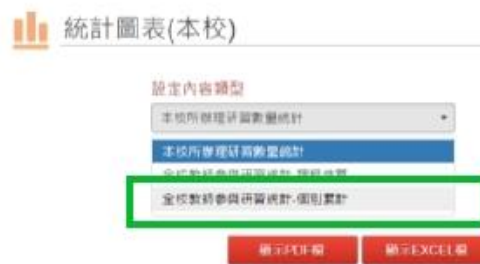 統計圖表(本校)
設定內容類型
本校所辦理研習數量統計
本校所辦理研習數量統計
全校教師參與研習統計-個別累計
顯示PDF檔
顯示EXCEL檔